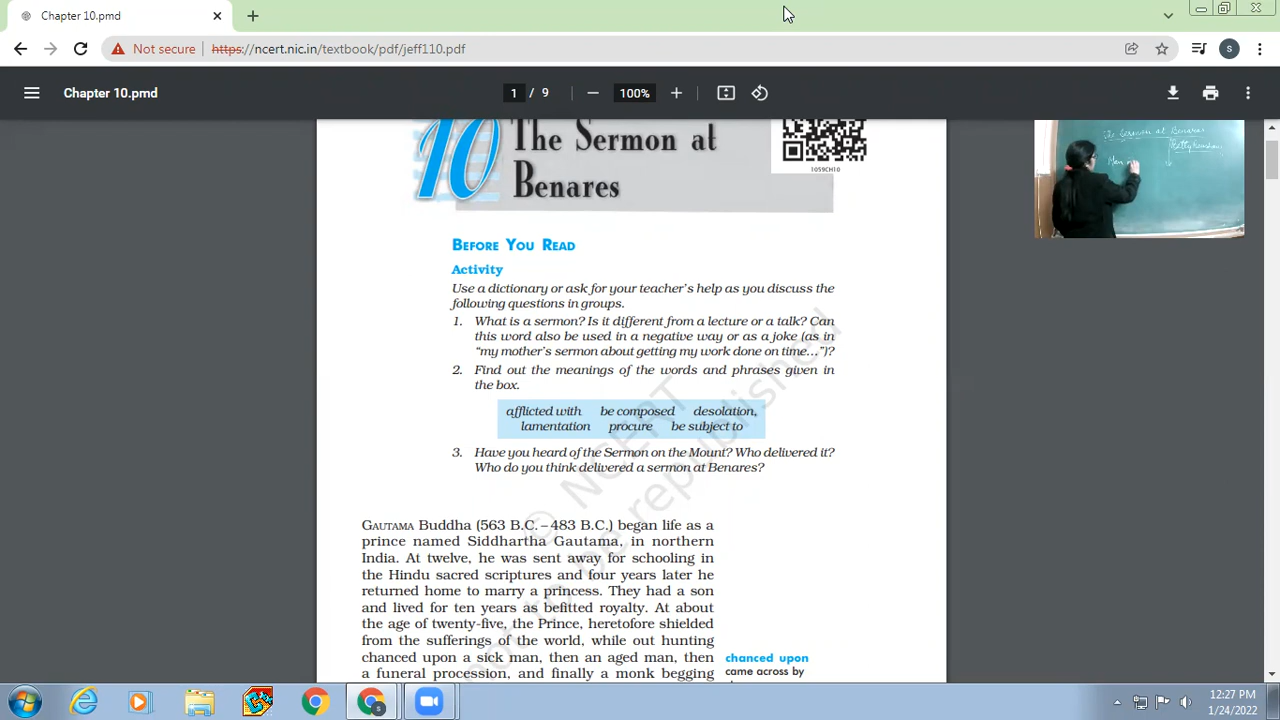 Chapter 10.pmd
Not secure
https://ncert.nic.in/textbook/pdf/jeff110.pdf
S
Chapter 10.pmd
1 / 9
100%
10
The Sermon at
Benares
1059CH10
BEFORE YOU READ
Activity
Use a dictionary or ask for your teacher's help as you discuss the
following questions in groups.
1. What is a sermon? Is it different from a lecture or a talk? Can
this word also be used in a negative way or as a joke (as in
“my mother's sermon about getting my work done on time…”)?
2. Find out the meanings of the words and phrases given in
the box.
afflicted with be composed desolation,
lamentation procure be subject to
3. Have you heard of the Sermon on the Mount? Who delivered it?
Who do you think delivered a sermon at Benares?
GAUTAMA Buddha (563 B.C. – 483 B.C.) began life as a
prince named Siddhartha Gautama, in northern
India. At twelve, he was sent away for schooling in
the Hindu sacred scriptures and four years later he
returned home to marry a princess. They had a son
and lived for ten years as befitted royalty. At about
the age of twenty-five, the Prince, heretofore shielded
from the sufferings of the world, while out hunting
chanced upon a sick man, then an aged man, then
a funeral procession, and finally a monk begging
chanced upon
came across by
© NCERT
not to be republished
The Sermon at Benares
12:27 PM
1/24/2022